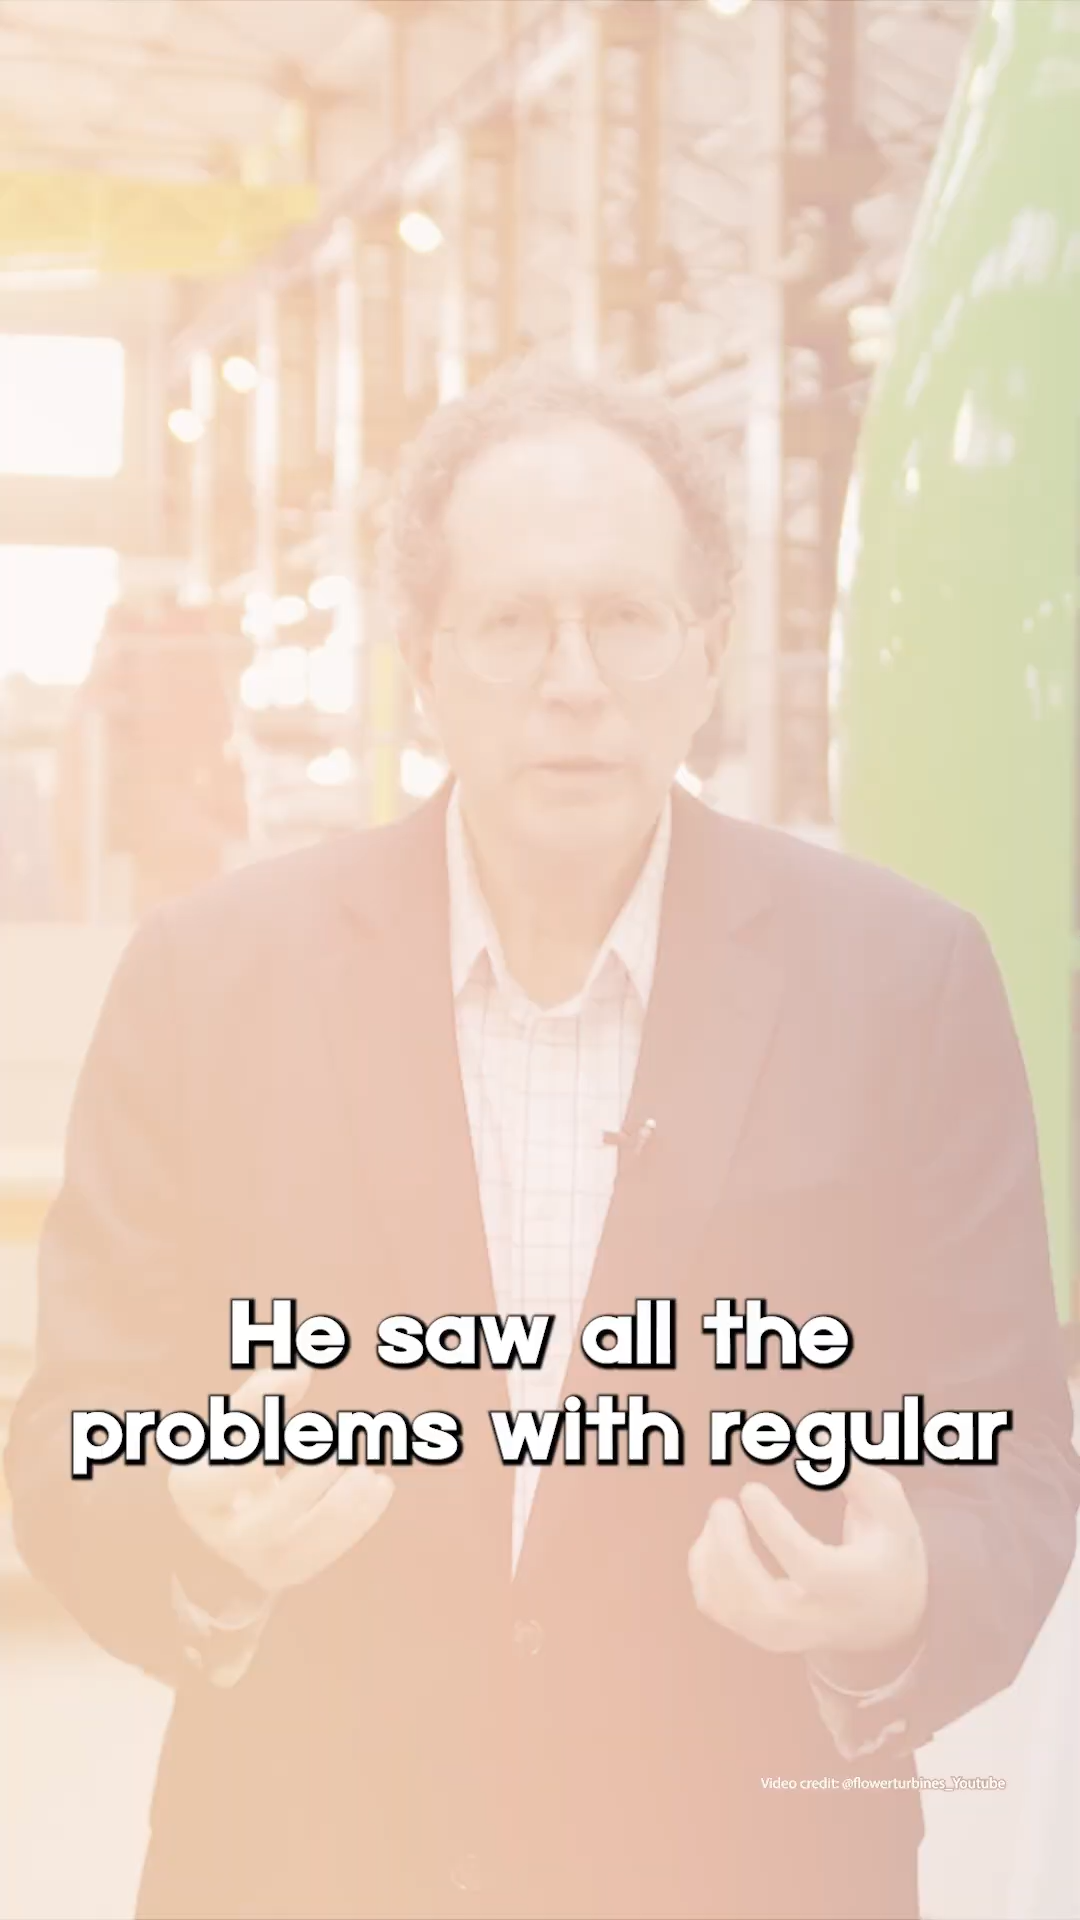 He saw all the
problems with regular
Video credit: @flowerturbines_Youtube